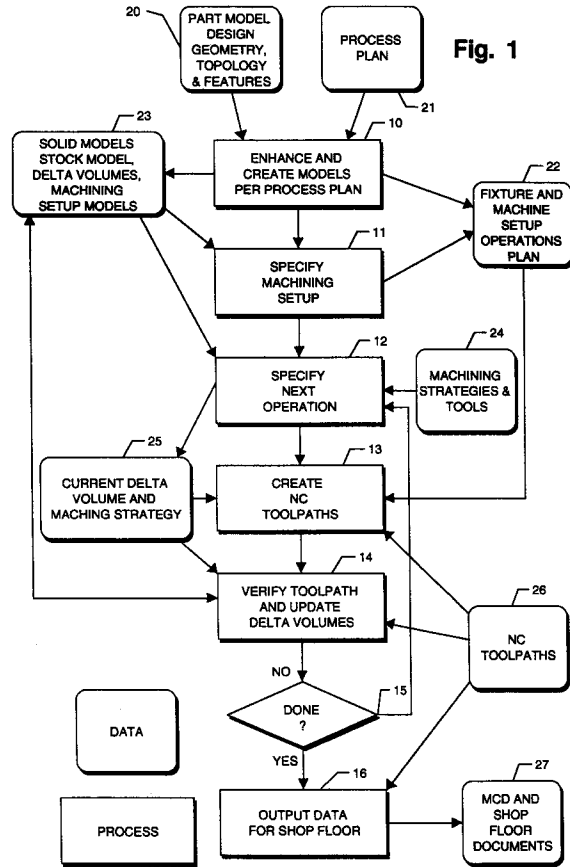 20
PART MODEL
DESIGN
GEOMETRY,
TOPOLOGY
& FEATURES
PROCESS
PLAN
21
Fig. 1
23
SOLID MODELS
STOCK MODEL,
DELTA VOLUMES,
MACHINING
SETUP MODELS
10
ENHANCE AND
CREATE MODELS
PER PROCESS PLAN
22
FIXTURE AND
MACHINE
SETUP
OPERATIONS
PLAN
11
SPECIFY
MACHINING
SETUP
12
SPECIFY
NEXT
OPERATION
24
MACHINING
STRATEGIES &
TOOLS
25
CURRENT DELTA
VOLUME AND
MACHING STRATEGY
13
CREATE
NC
TOOLPATHS
14
VERIFY TOOLPATH
AND UPDATE
DELTA VOLUMES
26
NC
TOOLPATHS
NO
15
DONE
?
YES
DATA
16
OUTPUT DATA
FOR SHOP FLOOR
27
MCD AND
SHOP
FLOOR
DOCUMENTS
PROCESS